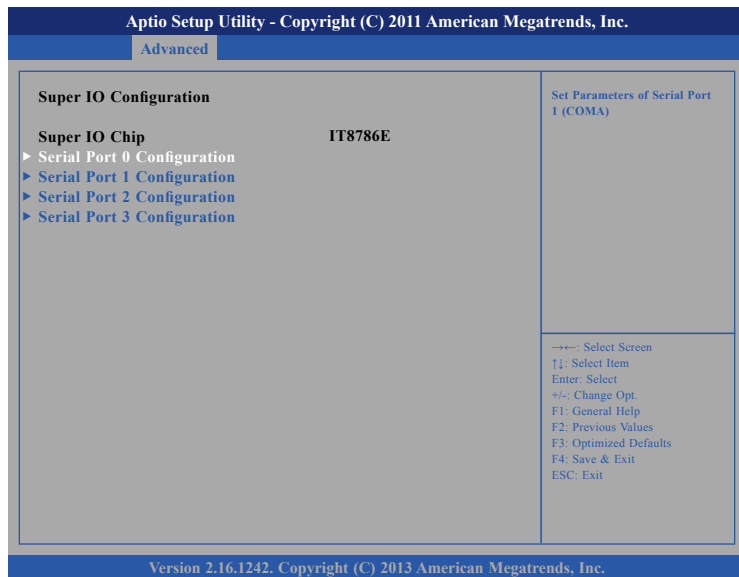 Aptio Setup Utility - Copyright (C) 2011 American Megatrends, Inc.
Advanced
Super IO Configuration
Super IO Chip IT8786E
▶ Serial Port 0 Configuration
▶ Serial Port 1 Configuration
▶ Serial Port 2 Configuration
▶ Serial Port 3 Configuration
Set Parameters of Serial Port
1 (COMA)
→←: Select Screen
↑↓: Select Item
Enter: Select
+/-: Change Opt.
F1: General Help
F2: Previous Values
F3: Optimized Defaults
F4: Save & Exit
ESC: Exit
Version 2.16.1242. Copyright (C) 2013 American Megatrends, Inc.